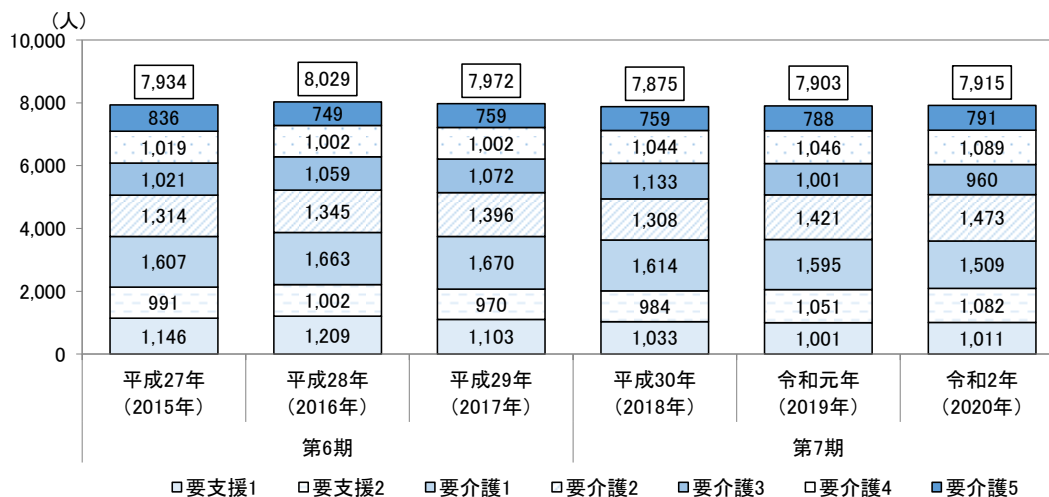 (人)
10,000
8,000
6,000
4,000
2,000
0
7,934 8,029 7,972 7,875 7,903 7,915
836 749 759 759 788 791
1,019 1,002 1,002 1,044 1,046 1,089
1,021 1,059 1,072 1,133 1,001 960
1,314 1,345 1,396 1,308 1,421 1,473
1,607 1,663 1,670 1,614 1,595 1,509
991 1,002 970 984 1,051 1,082
1,146 1,209 1,103 1,033 1,001 1,011
平成27年 平成28年 平成29年 平成30年 令和元年 令和2年
(2015年) (2016年) (2017年) (2018年) (2019年) (2020年)
第6期 第7期
要支援1 要支援2 要介護1 要介護2 要介護3 要介護4 要介護5